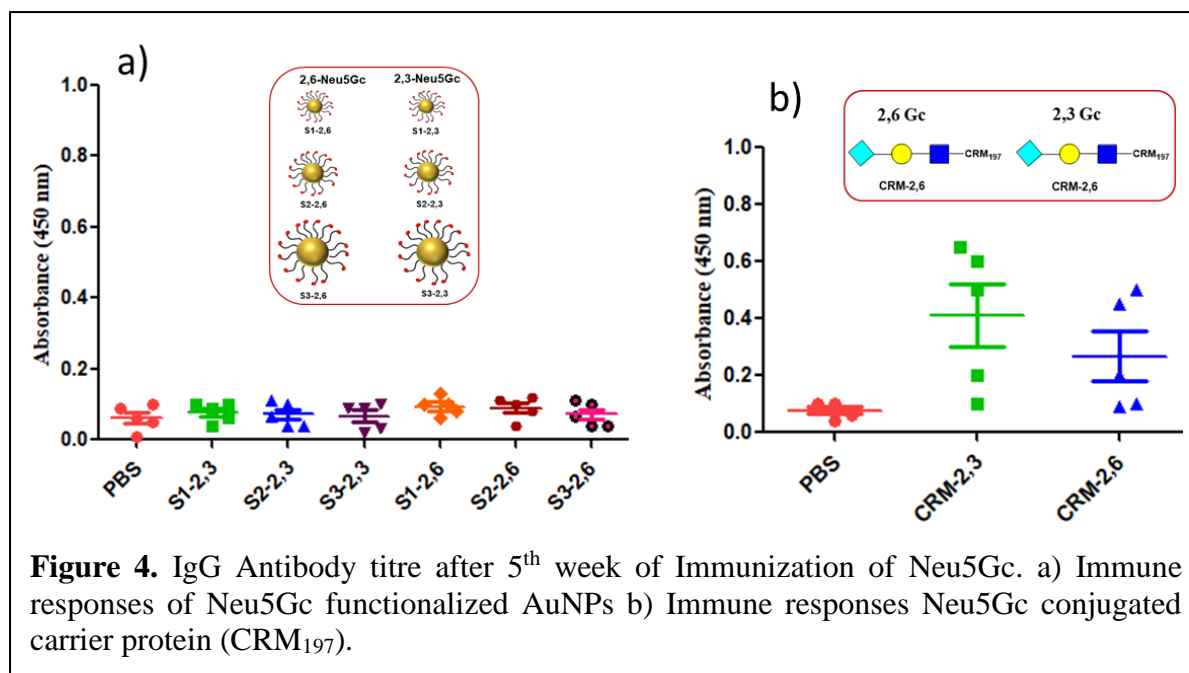 a)
1.0
0.8
0.6
0.4
0.2
0.0
Absorbance (450 nm)
2,6-Neu5Gc 2,3-Neu5Gc
S1-2,6 S1-2,3
S2-2,6 S2-2,3
S3-2,6 S3-2,3
PBS
S1-2,3
S2-2,3
S3-2,3
S1-2,6
S2-2,6
S3-2,6
b)
1.0
0.8
0.6
0.4
0.2
0.0
Absorbance (450 nm)
2,6 Gc 2,3 Gc
CRM197 CRM197
CRM-2,6 CRM-2,6
PBS
CRM-2,3
CRM-2,6
Figure 4. IgG Antibody titre after 5th week of Immunization of Neu5Gc. a) Immune
responses of Neu5Gc functionalized AuNPs b) Immune responses Neu5Gc conjugated
carrier protein (CRM197).